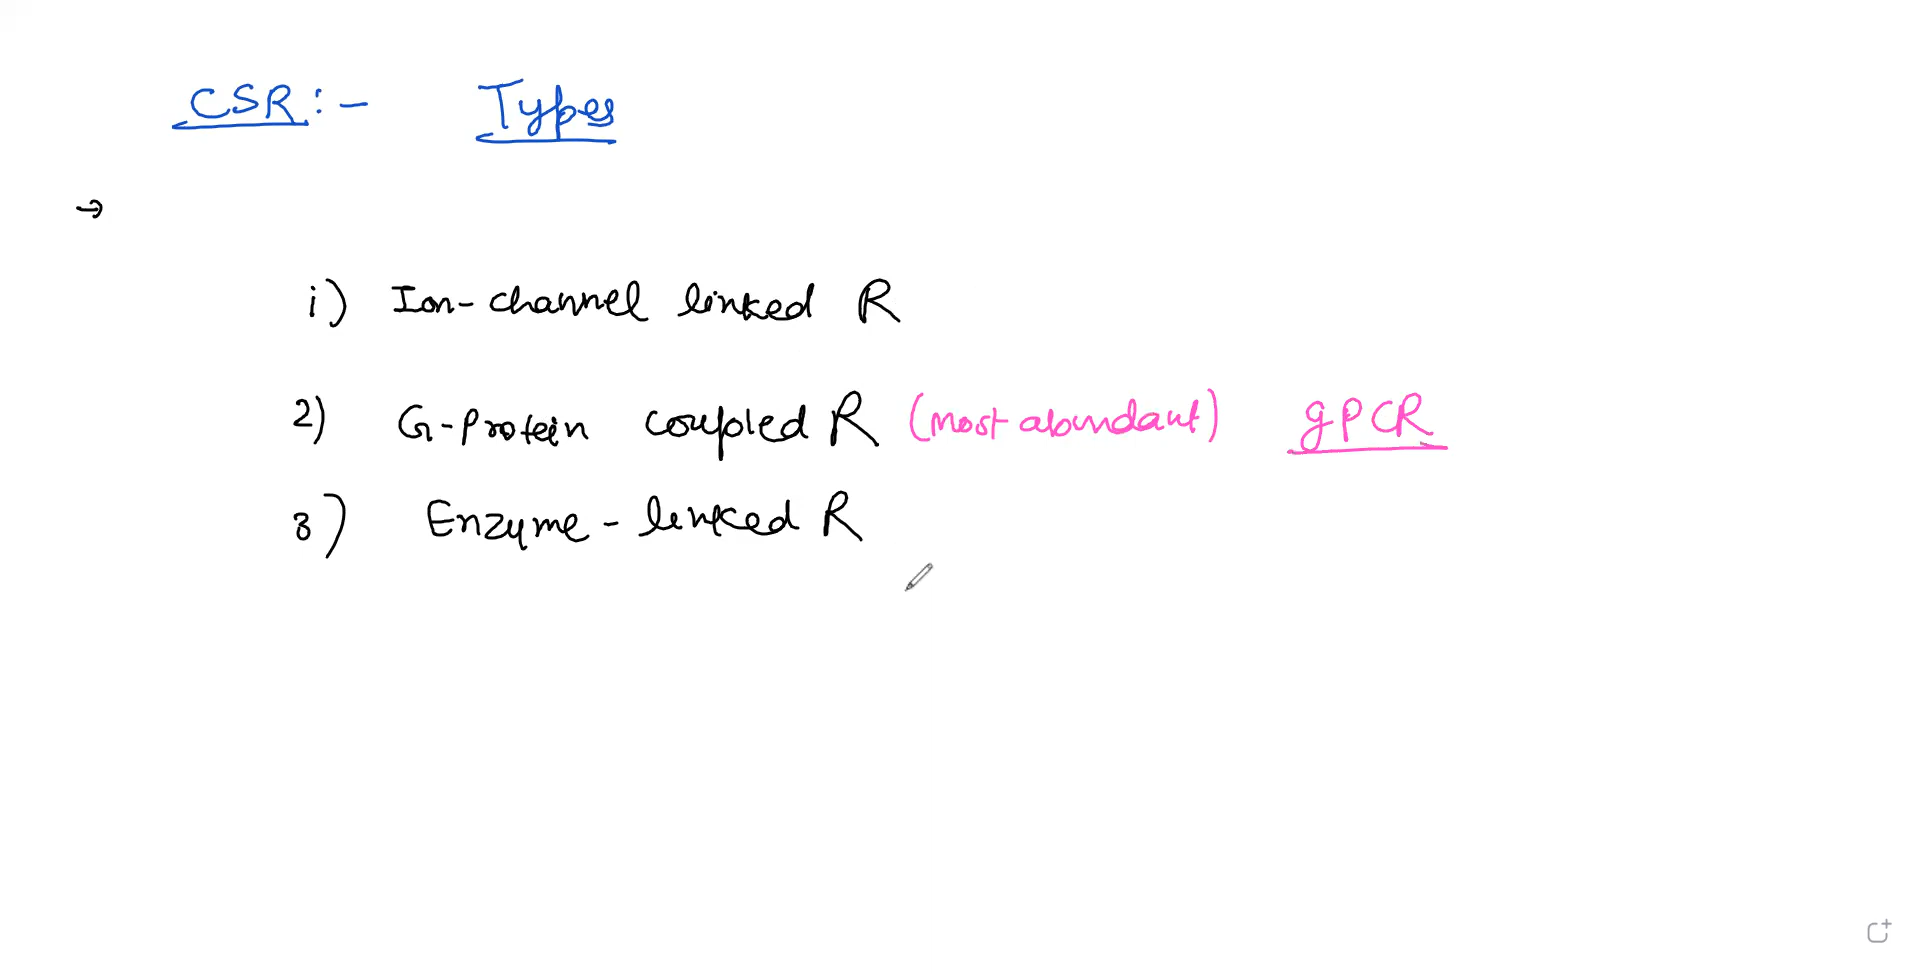 CSR:- Types
→
i) Ion-channel linked R
2) G-Protein coupled R (most abundant) gPCR
3) Enzyme-linked R